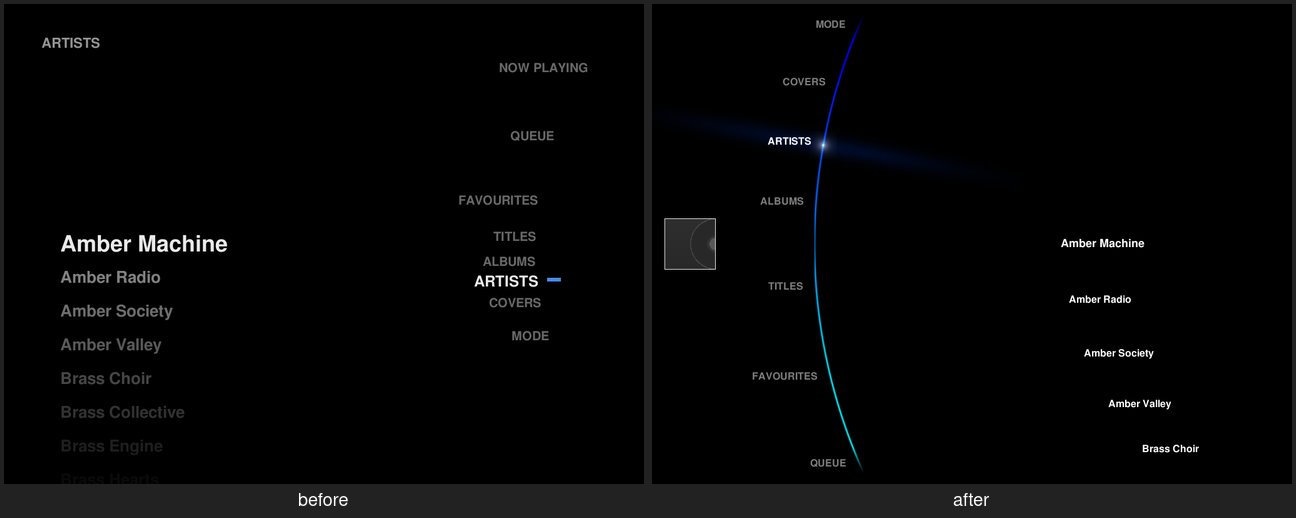 ARTISTS
NOW PLAYING
QUEUE
FAVOURITES
TITLES
ALBUMS
ARTISTS
COVERS
MODE
Amber Machine
Amber Radio
Amber Society
Amber Valley
Brass Choir
Brass Collective
Brass Engine
Brass Hearts
before
MODE
COVERS
ARTISTS
ALBUMS
TITLES
FAVOURITES
QUEUE
Amber Machine
Amber Radio
Amber Society
Amber Valley
Brass Choir
after